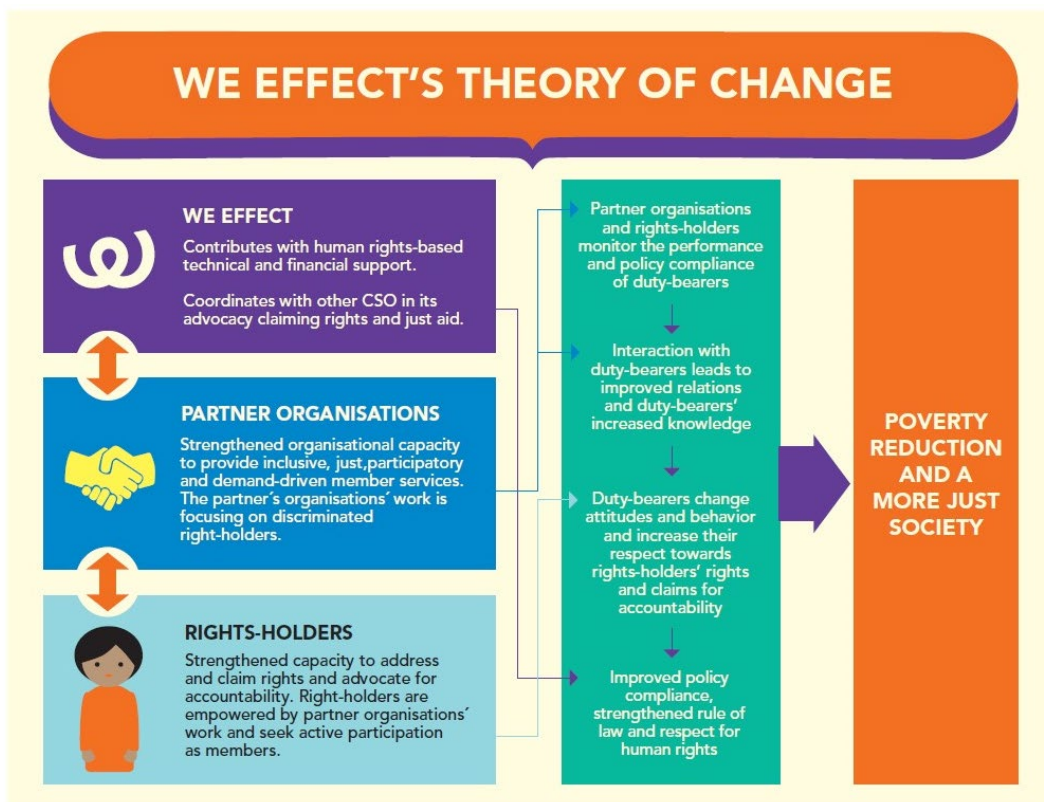 WE EFFECT'S THEORY OF CHANGE
WE EFFECT
Contributes with human rights-based
technical and financial support.
Coordinates with other CSO in its
advocacy claiming rights and just aid.
PARTNER ORGANISATIONS
Strengthened organisational capacity
to provide inclusive, just,participatory
and demand-driven member services.
The partner´s organisations´ work is
focusing on discriminated
right-holders.
RIGHTS-HOLDERS
Strengthened capacity to address
and claim rights and advocate for
accountability. Right-holders are
empowered by partner organisations´
work and seek active participation
as members.
Partner organisations
and rights-holders
monitor the performance
and policy compliance
of duty-bearers
Interaction with
duty-bearers leads to
improved relations
and duty-bearers'
increased knowledge
Duty-bearers change
attitudes and behavior
and increase their
respect towards
rights-holders' rights
and claims for
accountability
Improved policy
compliance,
strengthened rule of
law and respect for
human rights
POVERTY
REDUCTION
AND A
MORE JUST
SOCIETY